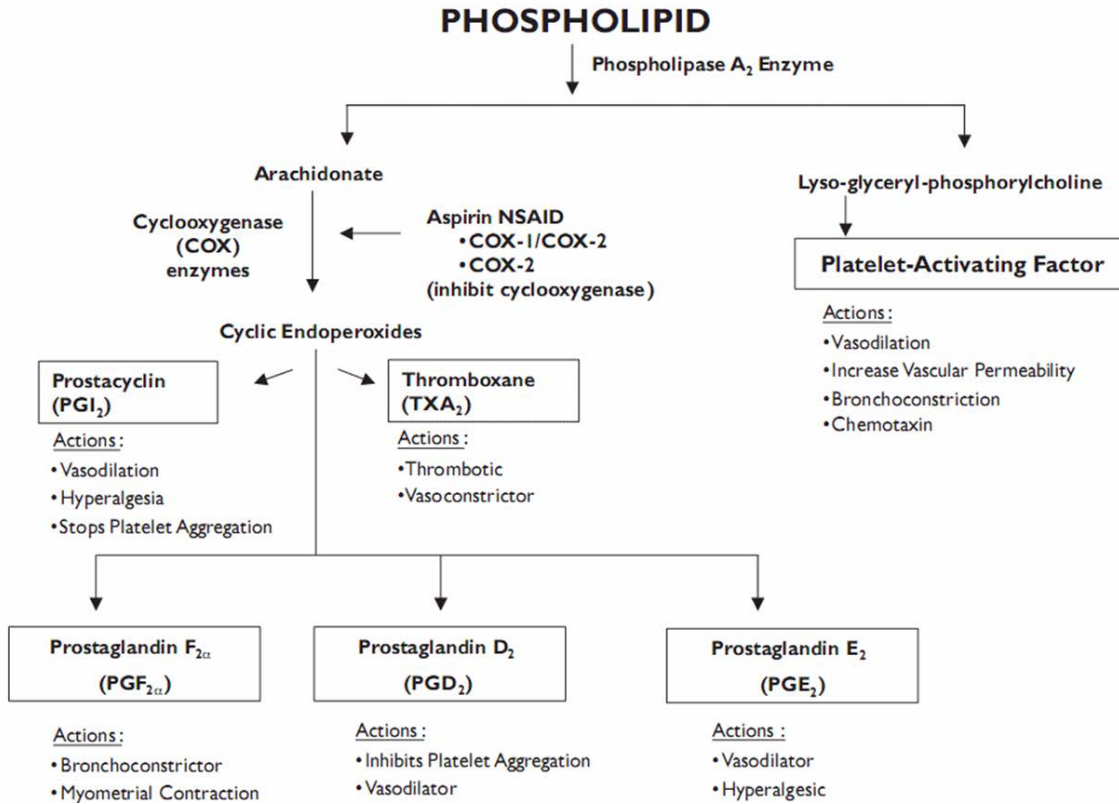 PHOSPHOLIPID
Phospholipase A₂ Enzyme
Arachidonate
Lyso-glyceryl-phosphorylcholine
Cyclooxygenase
(COX)
enzymes
Aspirin NSAID
•COX-1/COX-2
•COX-2
(inhibit cyclooxygenase)
Platelet-Activating Factor
Actions:
•Vasodilation
•Increase Vascular Permeability
•Bronchoconstriction
•Chemotaxin
Cyclic Endoperoxides
Prostacyclin
(PGI₂)
Actions:
•Vasodilation
•Hyperalgesia
•Stops Platelet Aggregation
Thromboxane
(TXA₂)
Actions:
•Thrombotic
•Vasoconstrictor
Prostaglandin F₂α
(PGF₂α)
Actions:
•Bronchoconstrictor
•Myometrial Contraction
Prostaglandin D₂
(PGD₂)
Actions:
•Inhibits Platelet Aggregation
•Vasodilator
Prostaglandin E₂
(PGE₂)
Actions:
•Vasodilator
•Hyperalgesic